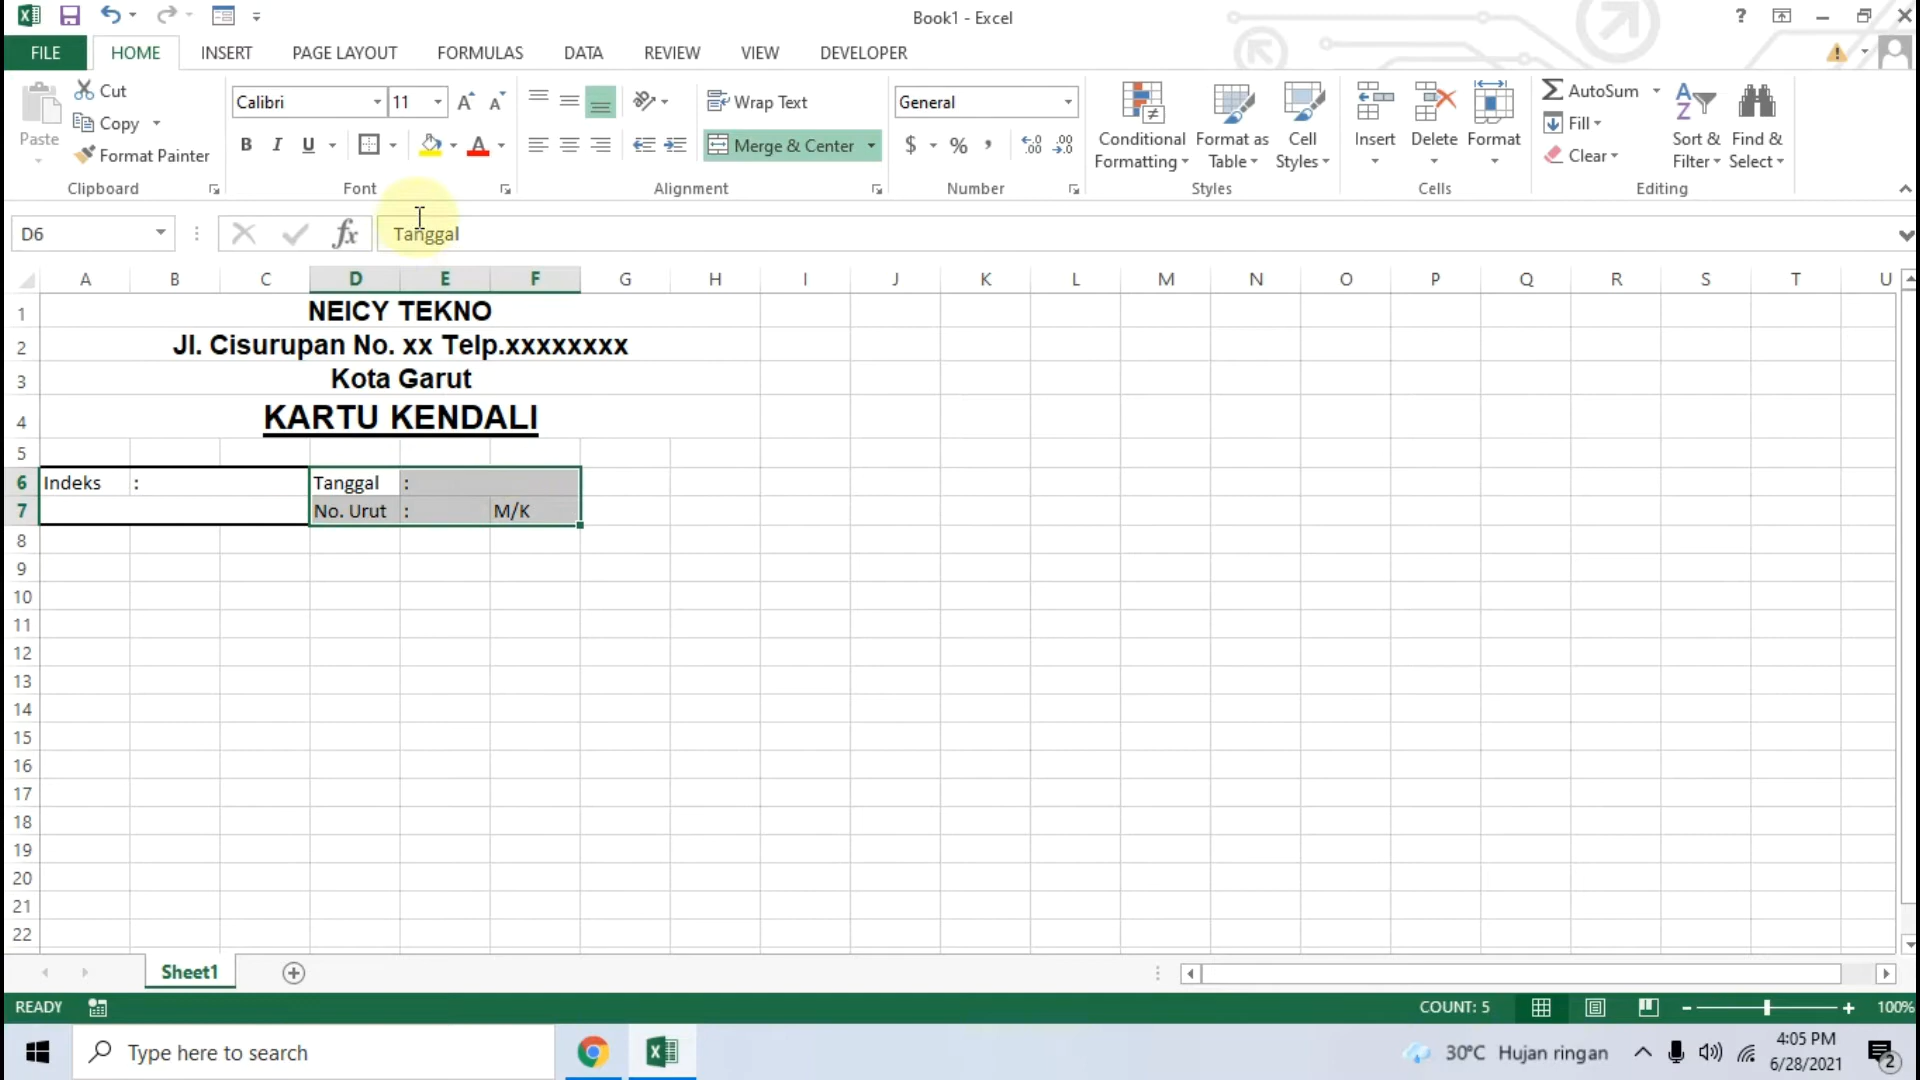 Book1 - Excel
FILE HOME INSERT PAGE LAYOUT FORMULAS DATA REVIEW VIEW DEVELOPER
Paste
Cut
Copy
Format Painter
Clipboard
Calibri 11
B I U
Font
Wrap Text
Merge & Center
Alignment
General
$ % , .00 .0
Number
Conditional Formatting
Format as Table
Cell Styles
Styles
Insert
Delete
Format
Cells
AutoSum
Fill
Clear
Sort & Filter
Find & Select
Editing
D6 fx Tanggal
A B C D E F G H I J K L M N O P Q R S T U
1 NEICY TEKNO
2 Jl. Cisurupan No. xx Telp.xxxxxxxx
3 Kota Garut
4 KARTU KENDALI
5
6 Indeks : Tanggal :
7 No. Urut : M/K
8
9
10
11
12
13
14
15
16
17
18
19
20
21
22
Sheet1
READY COUNT: 5 100%
Type here to search
30°C Hujan ringan
4:05 PM
6/28/2021
2